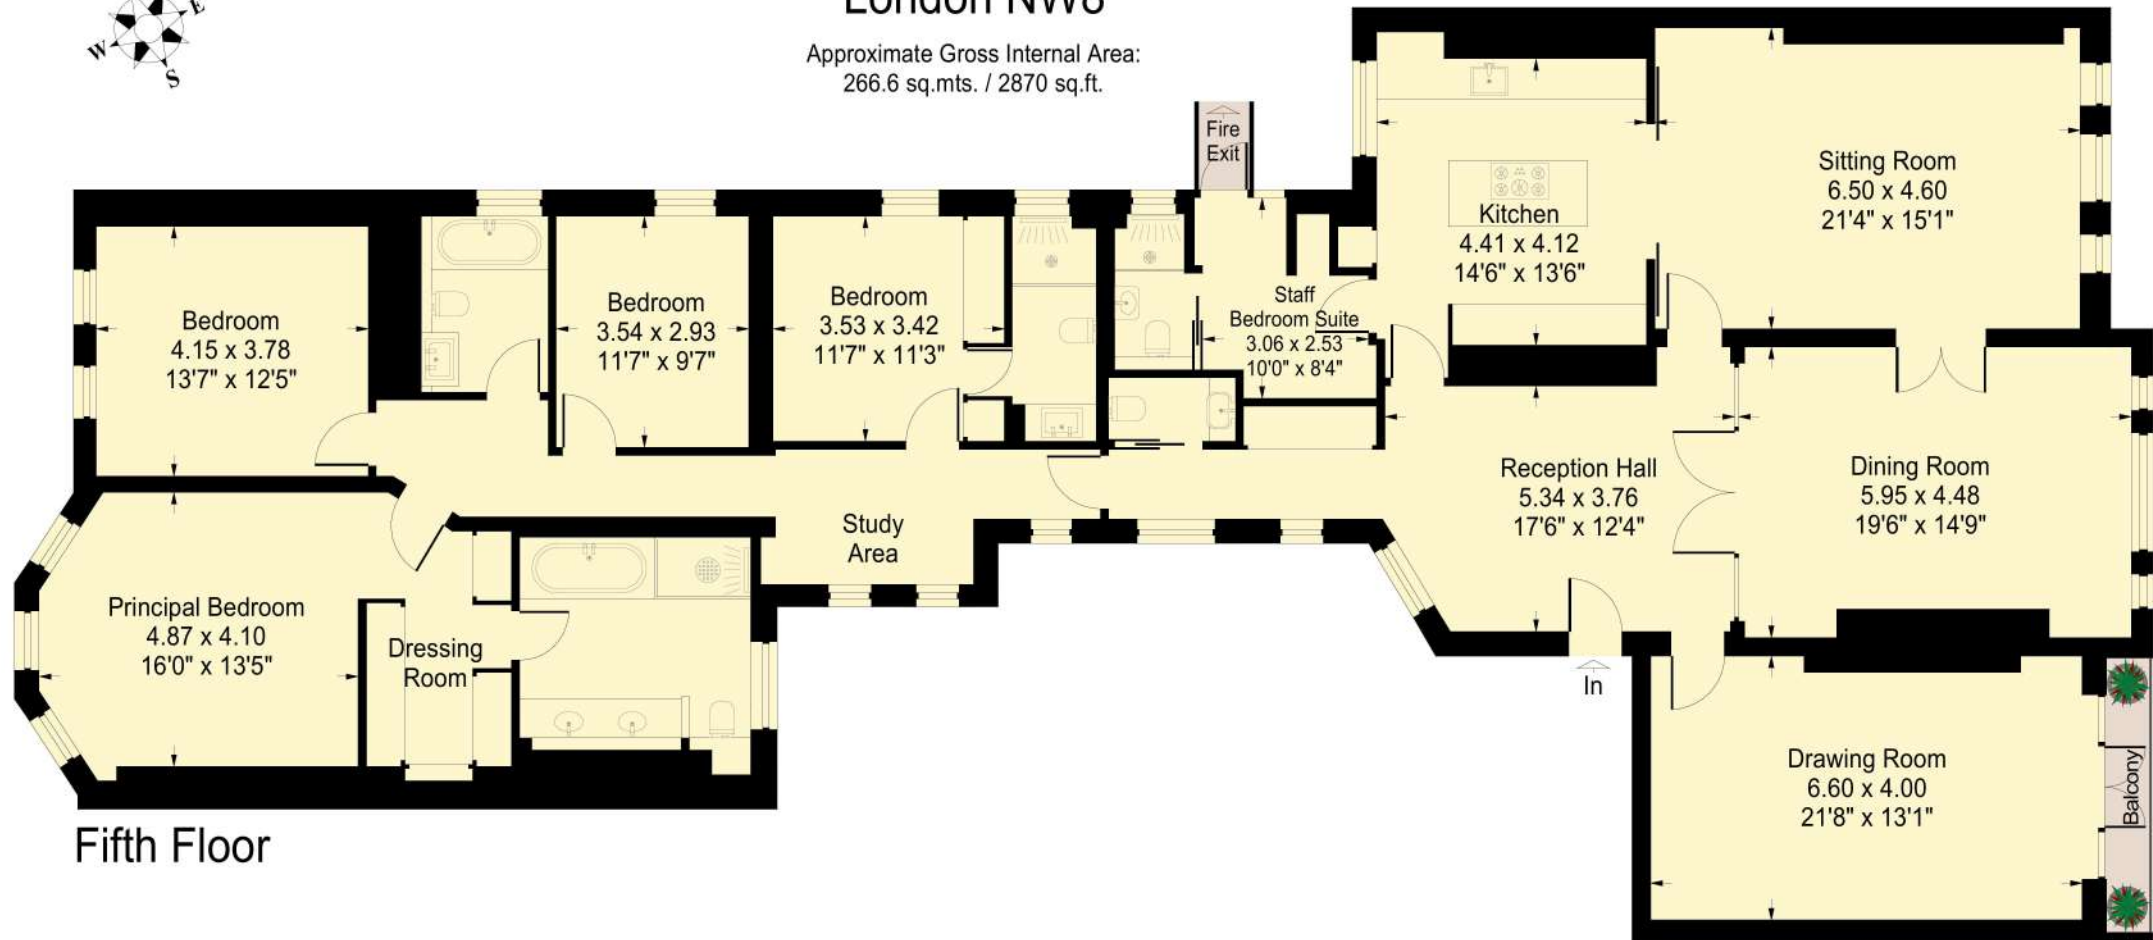 E
W
S
London NW8
Approximate Gross Internal Area:
266.6 sq.mts. / 2870 sq.ft.
Fire
Exit
Sitting Room
6.50 x 4.60
21'4" x 15'1"
Kitchen
4.41 x 4.12
14'6" x 13'6"
Bedroom
4.15 x 3.78
13'7" x 12'5"
Bedroom
3.54 x 2.93
11'7" x 9'7"
Bedroom
3.53 x 3.42
11'7" x 11'3"
Staff
Bedroom Suite
3.06 x 2.53
10'0" x 8'4"
Reception Hall
5.34 x 3.76
17'6" x 12'4"
Dining Room
5.95 x 4.48
19'6" x 14'9"
Study
Area
Principal Bedroom
4.87 x 4.10
16'0" x 13'5"
Dressing
Room
In
Drawing Room
6.60 x 4.00
21'8" x 13'1"
Balcony
Fifth Floor